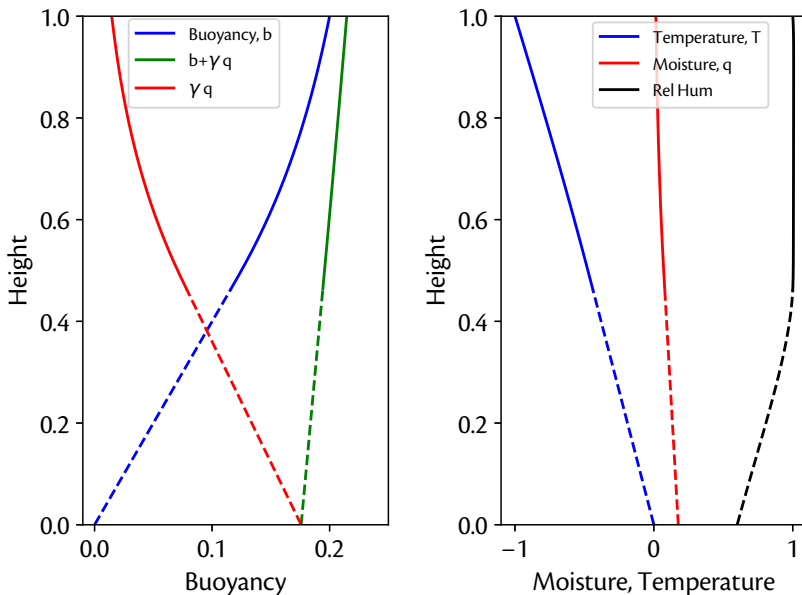 Buoyancy, b
b+γ q
γ q
1.0
0.8
0.6
0.4
0.2
0.0
Height
0.0 0.1 0.2
Buoyancy
Temperature, T
Moisture, q
Rel Hum
1.0
0.8
0.6
0.4
0.2
0.0
Height
−1 0 1
Moisture, Temperature